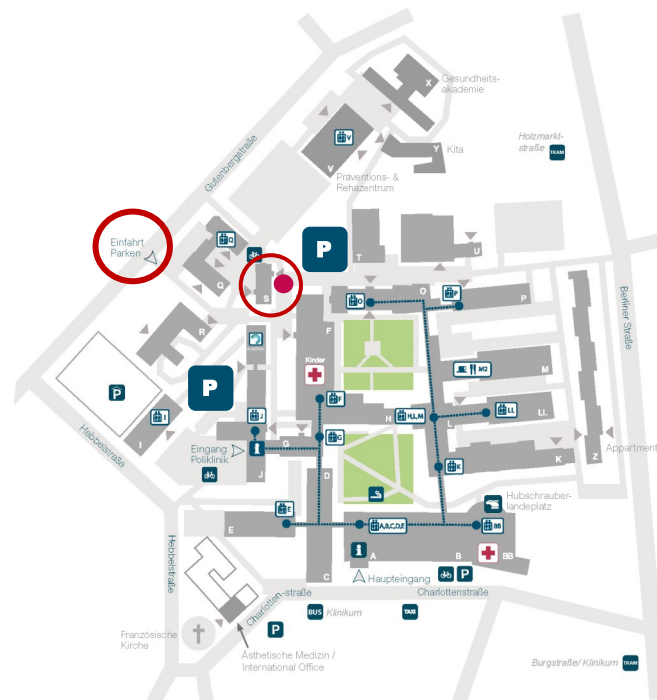 X
Gesundheits-
akademie
V
V
Y
Kita
Holzmarkt-
straße
TRAM
Gutenbergstraße
Präventions- &
Rehazentrum
Einfahrt
Parken
Q
Q
P
T
U
S
O
O
P
P
R
F
Berliner Straße
Kinder
M2
M
P
P
I
I
Hebbelstraße
J
F
H
H,L,M
L
LL
LL
Eingang
Poliklinik
i
G
G
J
D
K
K
Z
Appartment
Hubschrauber-
landeplatz
E
E
A,B,C,D,E
BB
i
A
B
BB
C
Haupteingang
P
Hebbelstraße
Charlotten-straße
Charlottenstraße
BUS Klinikum
TAXI
P
Französische
Kirche
Ästhetische Medizin /
International Office
Burgstraße/ Klinikum TRAM